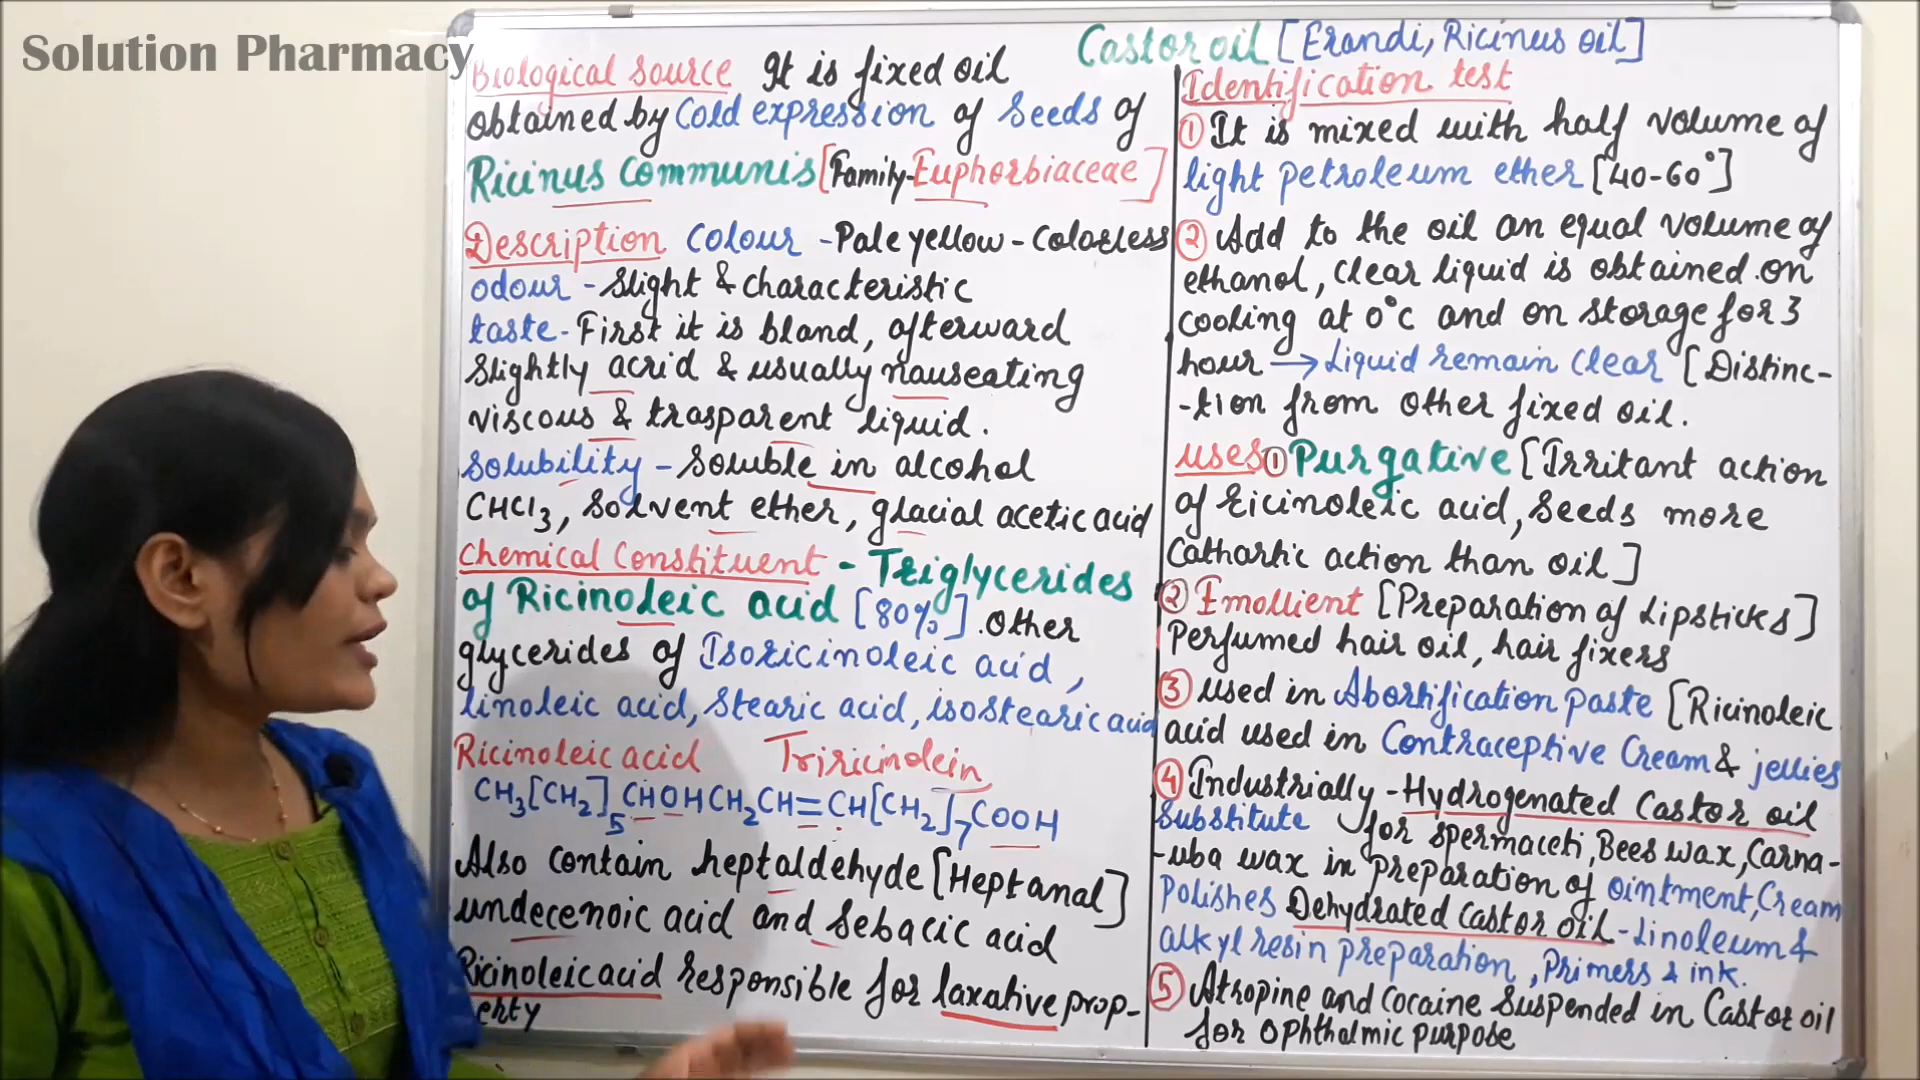 Solution Pharmacy
Castor oil [Erandi, Ricinus oil]
Biological source It is fixed oil
obtained by Cold expression of Seeds of
Ricinus Communis [Family-Euphorbiaceae]
Description Colour - Pale yellow - Colorless
odour - Slight & characteristic
taste - First it is bland, afterward
Slightly acrid & usually nauseating
viscous & trasparent liquid.
Solubility - Soluble in alcohol
CHCl3, Solvent ether, glacial acetic acid
Chemical Constituent - Triglycerides
of Ricinoleic acid [80%]. Other
glycerides of Isoricinoleic acid,
linoleic acid, Stearic acid, isostearic acid
Ricinoleic acid Triricinolein
CH3[CH2]5CHOHCH2CH=CH[CH2]7COOH
Also contain heptaldehyde [Heptanal]
undecenoic acid and Sebacic acid
Ricinoleic acid responsible for laxative prop-
erty
Identification test
① It is mixed with half volume of
light petroleum ether [40-60°]
② Add to the oil an equal volume of
ethanol, clear liquid is obtained. on
cooling at 0°c and on storage for 3
hour → Liquid remain clear [Distinc-
-tion from other fixed oil.
uses ① Purgative [Irritant action
of ricinoleic acid, Seeds more
Cathartic action than oil]
② Emollient [Preparation of Lipsticks]
Perfumed hair oil, hair fixers
③ used in Abortification paste [Ricinoleic
acid used in Contraceptive Cream & jellies
④ Industrially - Hydrogenated Castor oil
Substitute for spermaceti, Bees wax, Carna-
-uba wax in preparation of ointment, Cream
Polishes Dehydrated Castor oil - Linoleum &
alkyl resin preparation, Primers & ink.
⑤ Atropine and Cocaine Suspended in Castor oil
for ophthalmic purpose